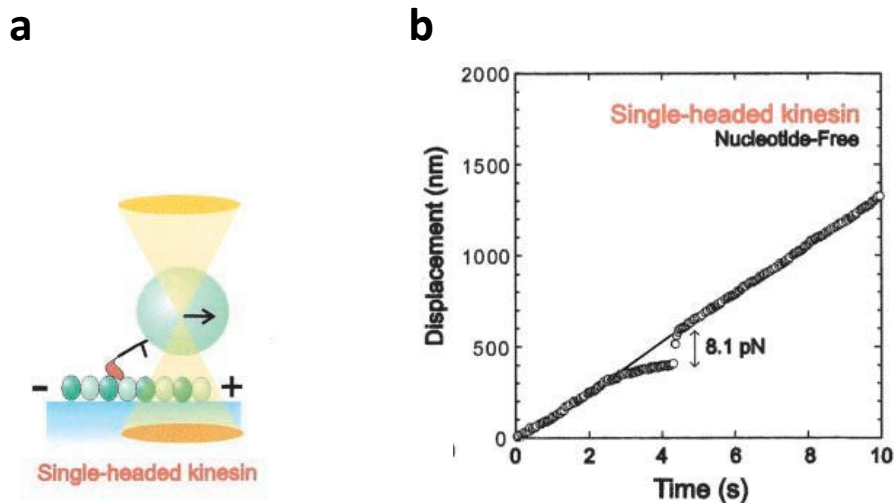 a
- +
Single-headed kinesin
b
Single-headed kinesin
Nucleotide-Free
Displacement (nm)
2000
1500
1000
500
0
8.1 pN
0 2 4 6 8 10
Time (s)